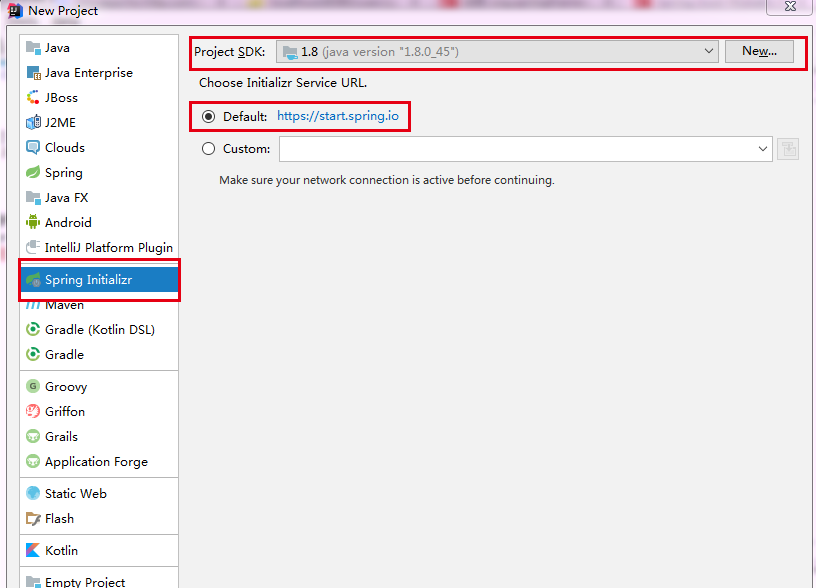 New Project
Java
Java Enterprise
JBoss
J2ME
Clouds
Spring
Java FX
Android
IntelliJ Platform Plugin
Spring Initializr
Maven
Gradle (Kotlin DSL)
Gradle
Groovy
Griffon
Grails
Application Forge
Static Web
Flash
Kotlin
Empty Project
Project SDK: 1.8 (java version "1.8.0_45") New...
Choose Initializr Service URL.
Default: https://start.spring.io
Custom:
Make sure your network connection is active before continuing.